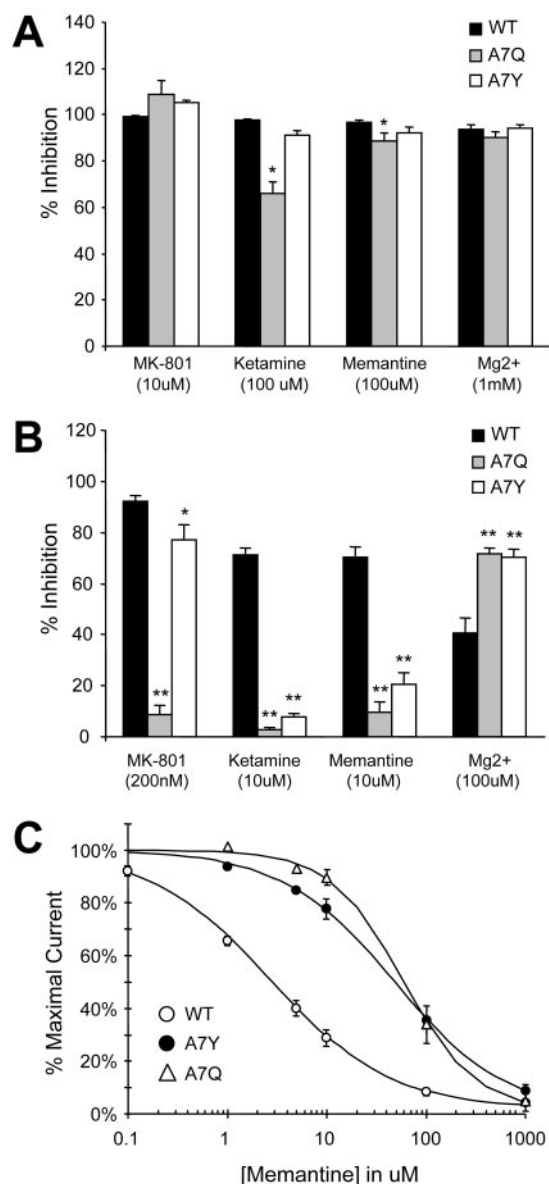 A
140
120
100
80
60
40
20
0
% Inhibition
WT
A7Q
A7Y
*
*
MK-801 Ketamine Memantine Mg2+
(10uM) (100 uM) (100uM) (1mM)
B
120
100
80
60
40
20
0
% Inhibition
WT
A7Q
A7Y
**
*
**
**
**
**
**
**
MK-801 Ketamine Memantine Mg2+
(200nM) (10uM) (10uM) (100uM)
C
100%
80%
60%
40%
20%
0%
% Maximal Current
WT
A7Y
A7Q
0.1 1 10 100 1000
[Memantine] in uM